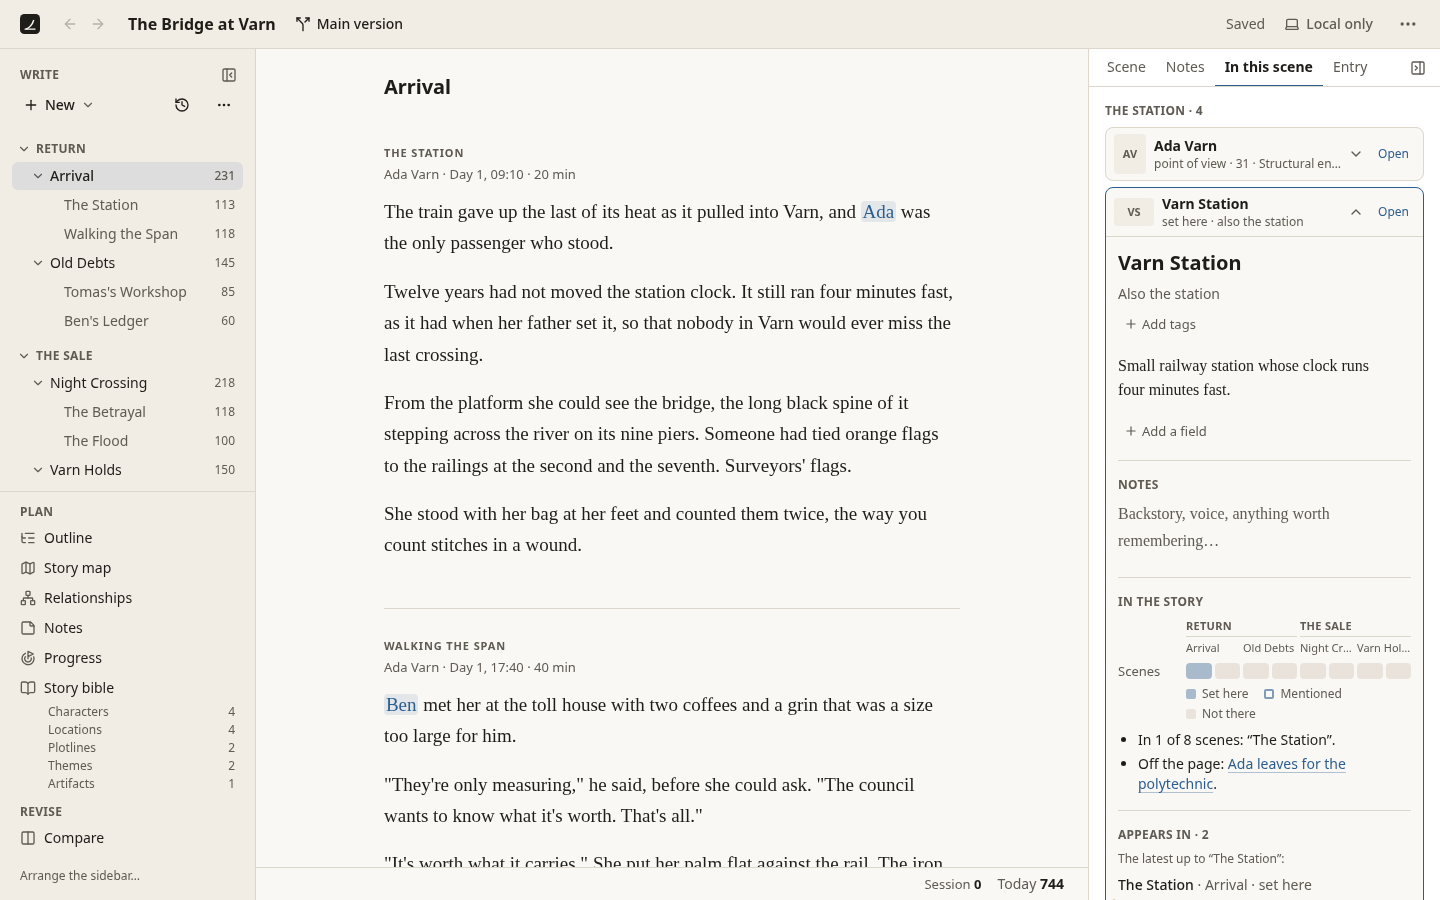 The Bridge at Varn
Main version
Saved
Local only
WRITE
New
RETURN
Arrival 231
The Station 113
Walking the Span 118
Old Debts 145
Tomas's Workshop 85
Ben's Ledger 60
THE SALE
Night Crossing 218
The Betrayal 118
The Flood 100
Varn Holds 150
PLAN
Outline
Story map
Relationships
Notes
Progress
Story bible
Characters 4
Locations 4
Plotlines 2
Themes 2
Artifacts 1
REVISE
Compare
Arrange the sidebar...
Arrival
THE STATION
Ada Varn · Day 1, 09:10 · 20 min
The train gave up the last of its heat as it pulled into Varn, and Ada was
the only passenger who stood.
Twelve years had not moved the station clock. It still ran four minutes fast,
as it had when her father set it, so that nobody in Varn would ever miss the
last crossing.
From the platform she could see the bridge, the long black spine of it
stepping across the river on its nine piers. Someone had tied orange flags
to the railings at the second and the seventh. Surveyors' flags.
She stood with her bag at her feet and counted them twice, the way you
count stitches in a wound.
WALKING THE SPAN
Ada Varn · Day 1, 17:40 · 40 min
Ben met her at the toll house with two coffees and a grin that was a size
too large for him.
"They're only measuring," he said, before she could ask. "The council
wants to know what it's worth. That's all."
"It's worth what it carries." She put her palm flat against the rail. The iron
Session 0 Today 744
Scene Notes In this scene Entry
THE STATION · 4
AV
Ada Varn
point of view · 31 · Structural en...
Open
VS
Varn Station
set here · also the station
Open
Varn Station
Also the station
Add tags
Small railway station whose clock runs
four minutes fast.
Add a field
NOTES
Backstory, voice, anything worth
remembering…
IN THE STORY
RETURN THE SALE
Arrival Old Debts Night Cr... Varn Hol...
Scenes
Set here Mentioned
Not there
In 1 of 8 scenes: “The Station”.
Off the page: Ada leaves for the
polytechnic.
APPEARS IN · 2
The latest up to “The Station”:
The Station · Arrival · set here